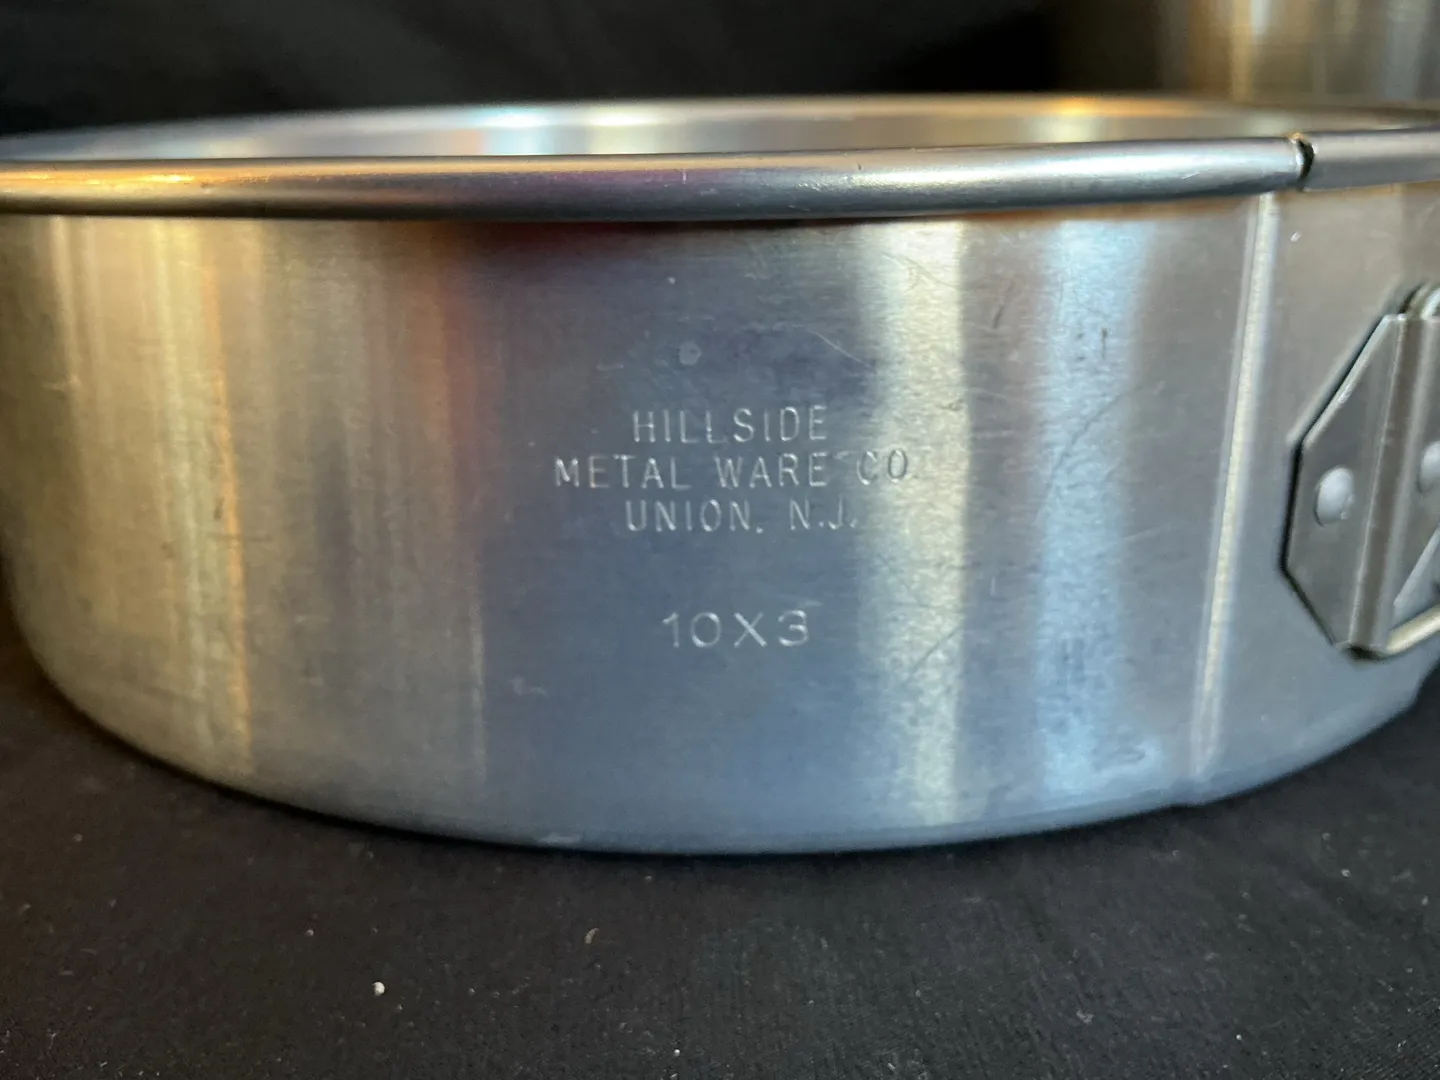 HILLSIDE
METAL WARE CO.
UNION, N.J.
10X3